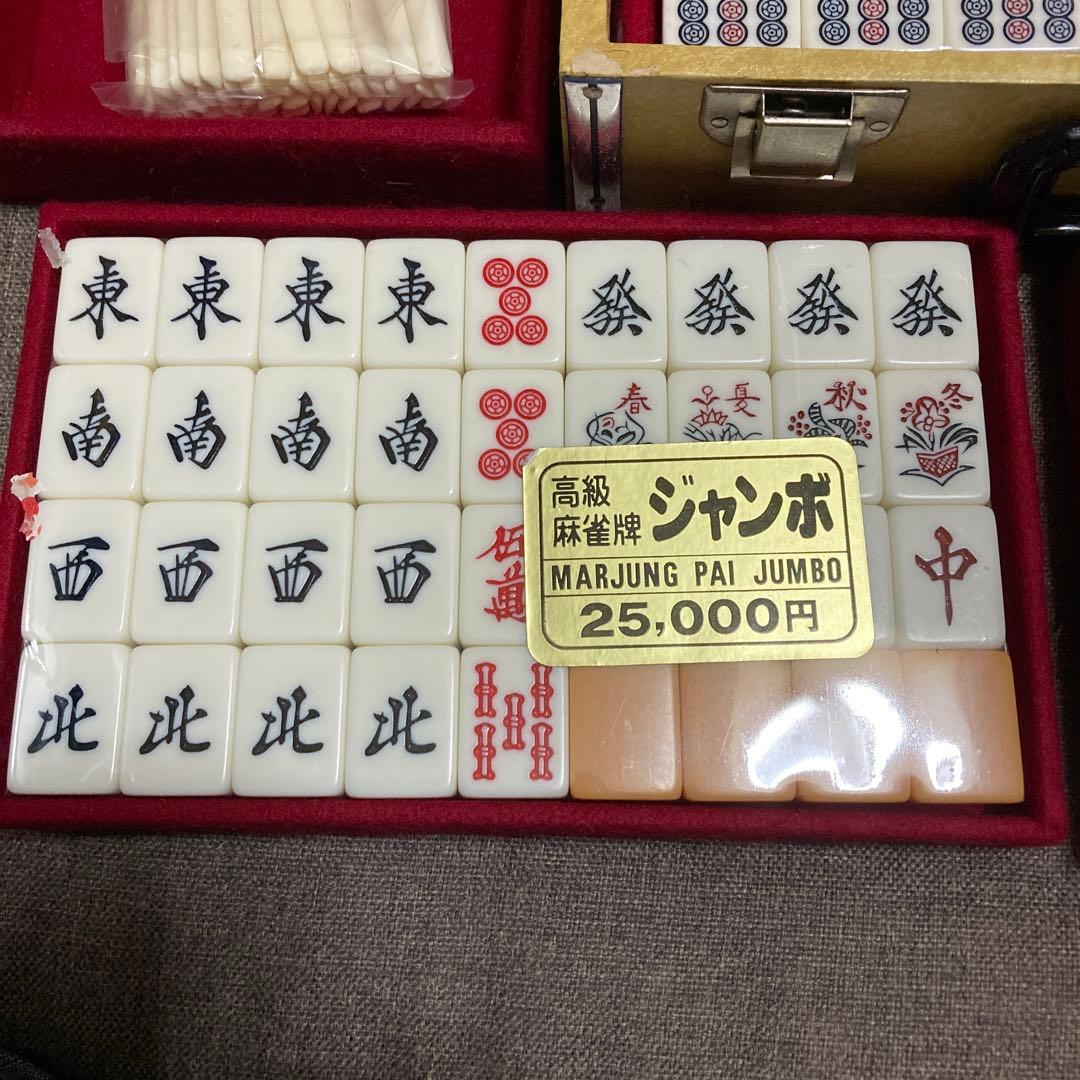 東 東 東 東 發 發 發 發
南 南 南 南 春 夏 秋 冬
西 西 西 西 伍萬 中
北 北 北 北
高級
麻雀牌 ジャンボ
MARJUNG PAI JUMBO
25,000円